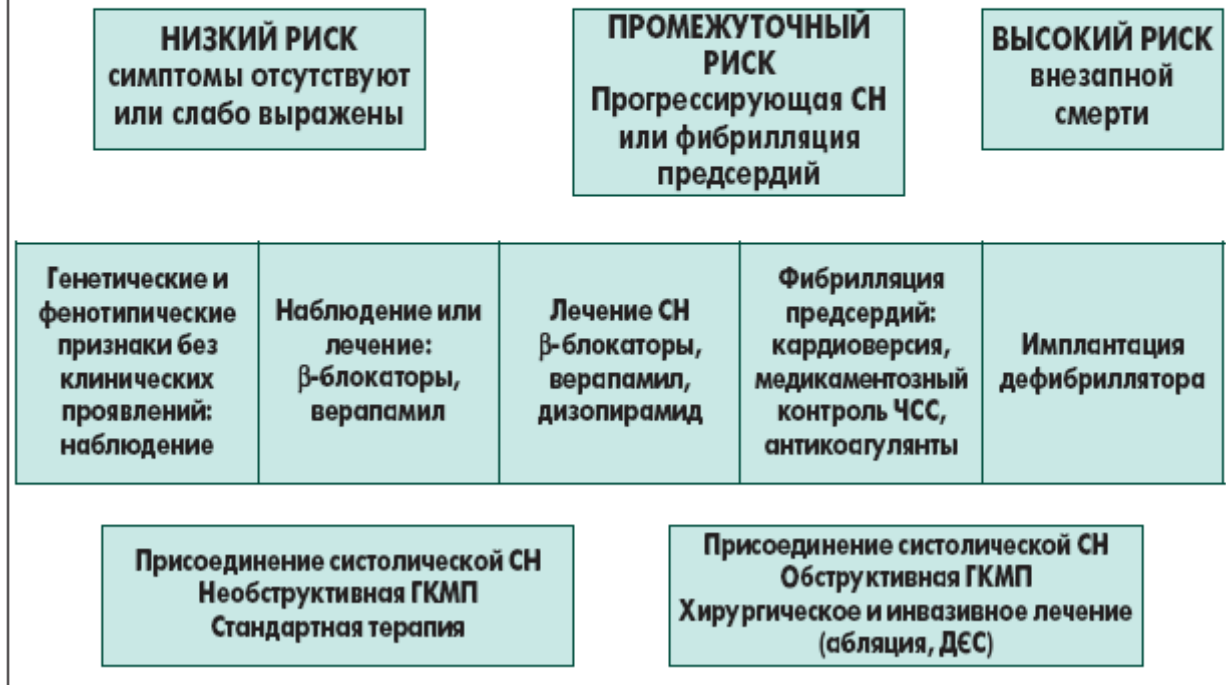 НИЗКИЙ РИСК
симптомы отсутствуют
или слабо выражены
ПРОМЕЖУТОЧНЫЙ
РИСК
Прогрессирующая СН
или фибрилляция
предсердий
ВЫСОКИЙ РИСК
внезапной
смерти
Генетические и
фенотипические
признаки без
клинических
проявлений:
наблюдение
Наблюдение или
лечение:
β-блокаторы,
верапамил
Лечение СН
β-блокаторы,
верапамил,
дизопирамид
Фибрилляция
предсердий:
кардиоверсия,
медикаментозный
контроль ЧСС,
антикоагулянты
Имплантация
дефибриллятора
Присоединение систолической СН
Необструктивная ГКМП
Стандартная терапия
Присоединение систолической СН
Обструктивная ГКМП
Хирургическое и инвазивное лечение
(абляция, ДЄС)